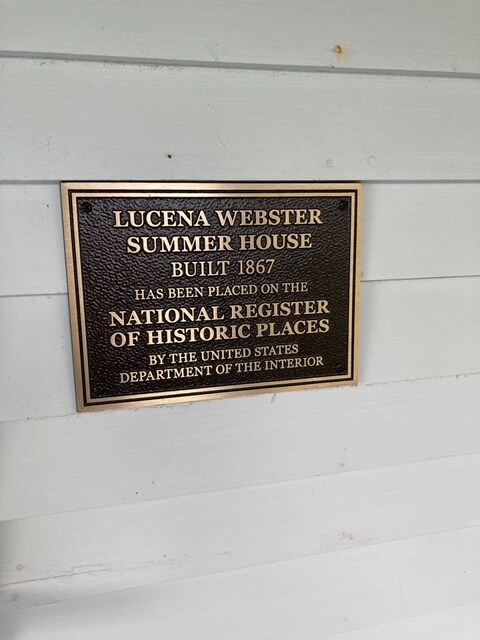 LUCENA WEBSTER
SUMMER HOUSE
BUILT 1867
HAS BEEN PLACED ON THE
NATIONAL REGISTER
OF HISTORIC PLACES
BY THE UNITED STATES
DEPARTMENT OF THE INTERIOR